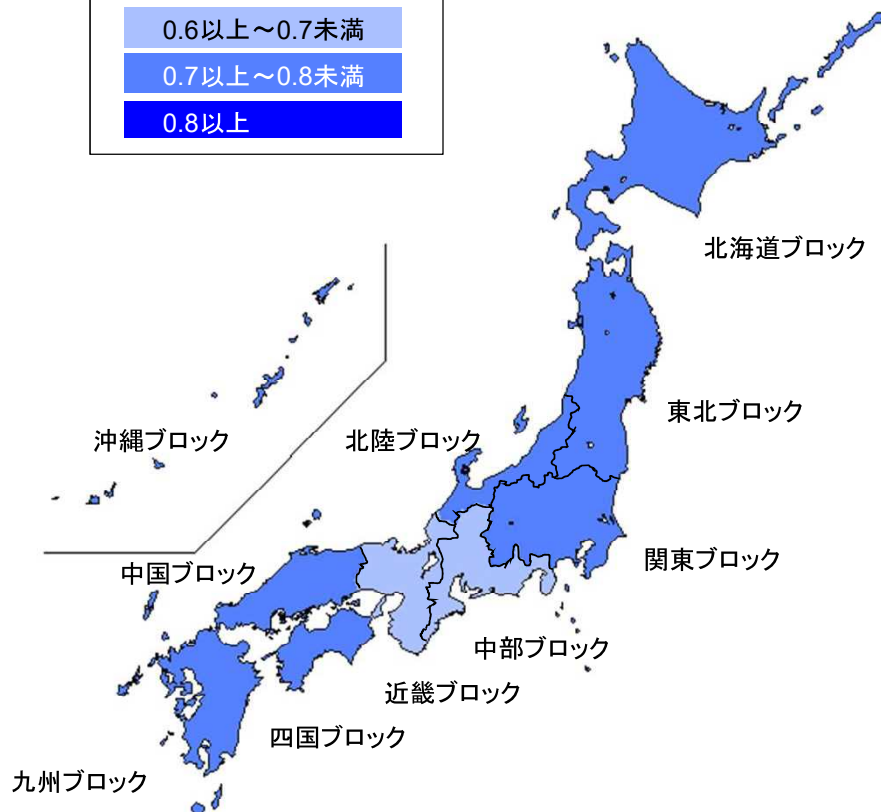 0.6以上～0.7未満
0.7以上～0.8未満
0.8以上
北海道ブロック
東北ブロック
沖縄ブロック
北陸ブロック
関東ブロック
中国ブロック
中部ブロック
近畿ブロック
四国ブロック
九州ブロック